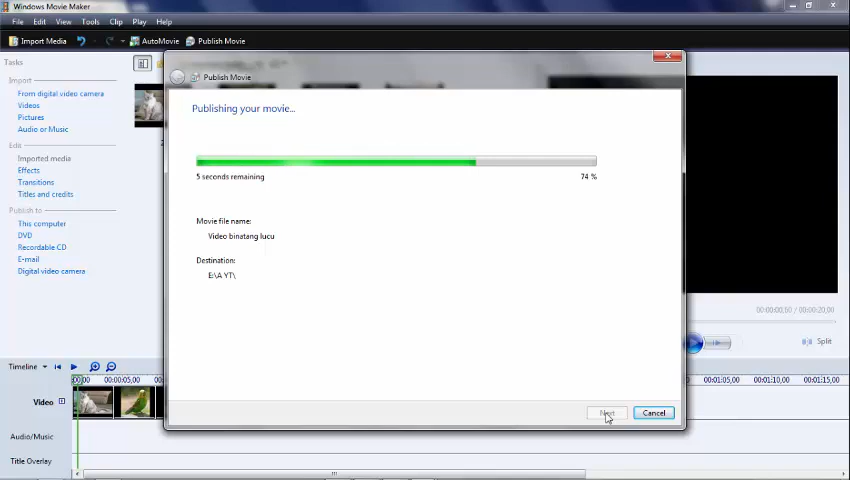 Windows Movie Maker
File Edit View Tools Clip Play Help
Import Media AutoMovie Publish Movie
Tasks
Import
From digital video camera
Videos
Pictures
Audio or Music
Edit
Imported media
Effects
Transitions
Titles and credits
Publish to
This computer
DVD
Recordable CD
E-mail
Digital video camera
Publish Movie
Publishing your movie...
5 seconds remaining 74 %
Movie file name:
Video binatang lucu
Destination:
E:\A YT\
Next Cancel
00:00:00,00 / 00:00:20,00
Split
Timeline
00:00:05,00 00:01:05,00 00:01:10,00 00:01:15,00
Video
Audio/Music
Title Overlay